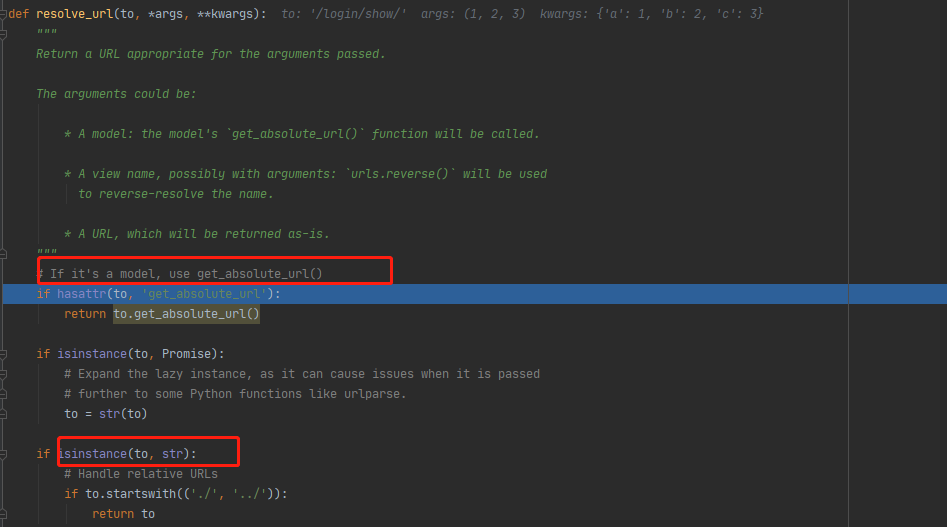 def resolve_url(to, *args, **kwargs):  to: '/login/show/'  args: (1, 2, 3)  kwargs: {'a': 1, 'b': 2, 'c': 3}
"""
Return a URL appropriate for the arguments passed.
The arguments could be:
* A model: the model's `get_absolute_url()` function will be called.
* A view name, possibly with arguments: `urls.reverse()` will be used
to reverse-resolve the name.
* A URL, which will be returned as-is.
"""
# If it's a model, use get_absolute_url()
if hasattr(to, 'get_absolute_url'):
return to.get_absolute_url()
if isinstance(to, Promise):
# Expand the lazy instance, as it can cause issues when it is passed
# further to some Python functions like urlparse.
to = str(to)
if isinstance(to, str):
# Handle relative URLs
if to.startswith(('./', '../')):
return to